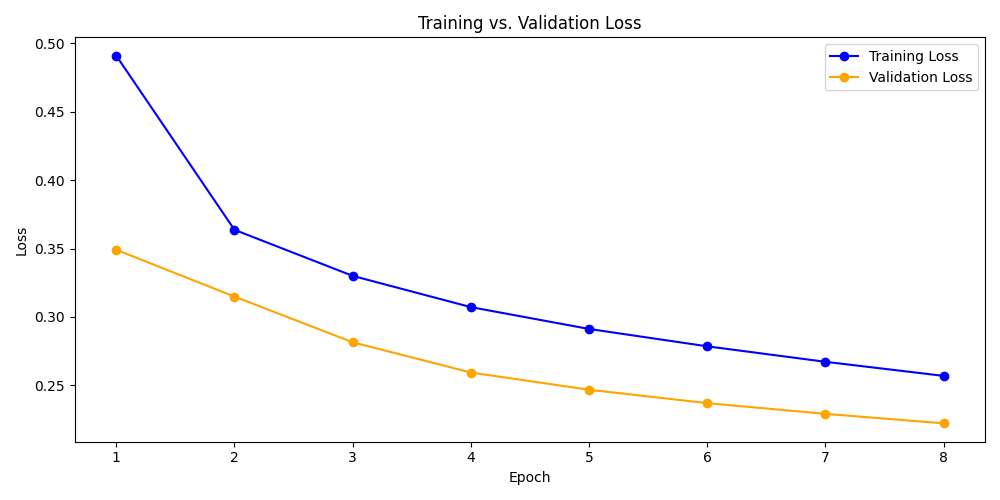 Training vs. Validation Loss
Training Loss
Validation Loss
0.50
0.45
0.40
0.35
0.30
0.25
Loss
1 2 3 4 5 6 7 8
Epoch